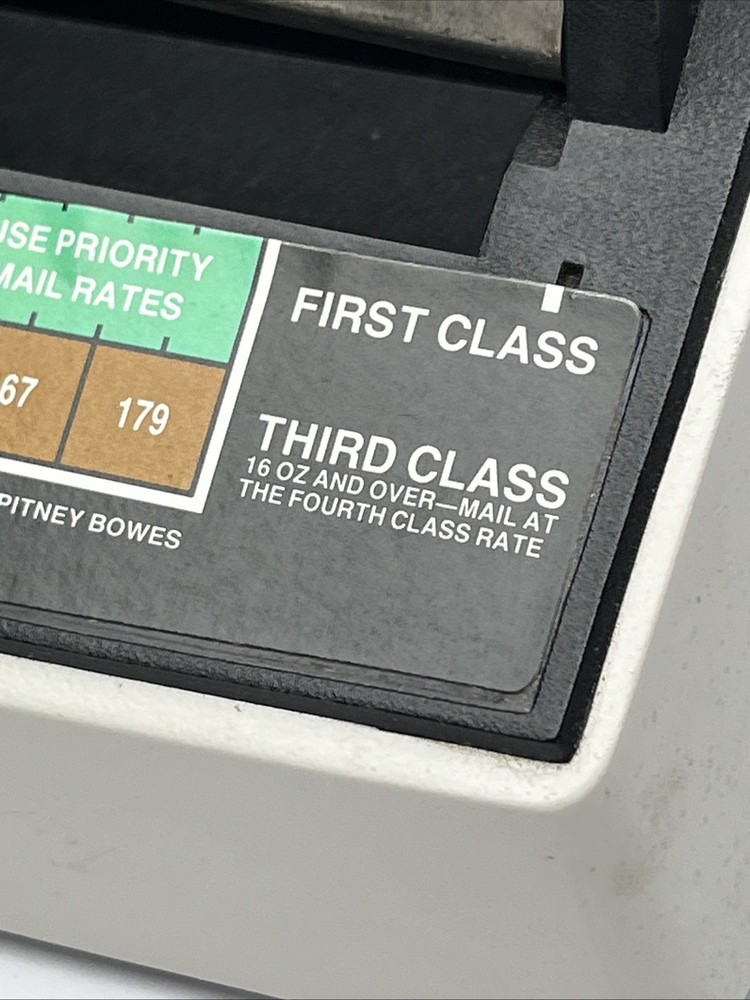 USE PRIORITY
MAIL RATES
FIRST CLASS
67 179
THIRD CLASS
16 OZ AND OVER—MAIL AT
THE FOURTH CLASS RATE
PITNEY BOWES